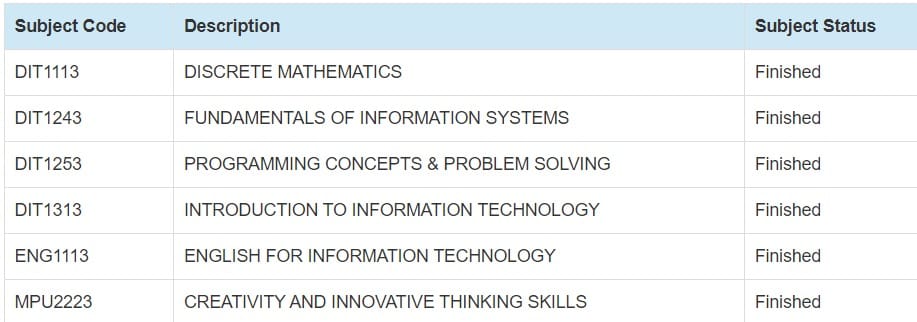 Subject Code Description Subject Status
DIT1113 DISCRETE MATHEMATICS Finished
DIT1243 FUNDAMENTALS OF INFORMATION SYSTEMS Finished
DIT1253 PROGRAMMING CONCEPTS & PROBLEM SOLVING Finished
DIT1313 INTRODUCTION TO INFORMATION TECHNOLOGY Finished
ENG1113 ENGLISH FOR INFORMATION TECHNOLOGY Finished
MPU2223 CREATIVITY AND INNOVATIVE THINKING SKILLS Finished